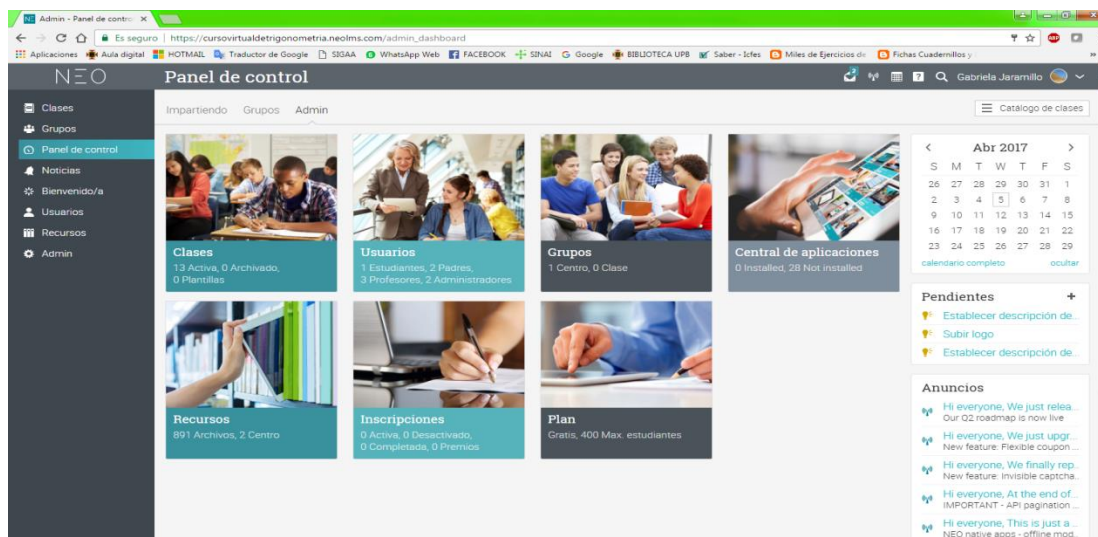 Admin - Panel de contro
Es seguro | https://cursovirtualdetrigonometria.neolms.com/admin_dashboard
Aplicaciones Aula digital HOTMAIL Traductor de Google SIGAA WhatsApp Web FACEBOOK SINAI Google BIBLIOTECA UPB Saber - Icfes Miles de Ejercicios de Fichas Cuadernillos y
NEO Panel de control Gabriela Jaramillo
Clases
Grupos
Panel de control
Noticias
Bienvenido/a
Usuarios
Recursos
Admin
Impartiendo Grupos Admin Catálogo de clases
Clases
13 Activa, 0 Archivado,
0 Plantillas
Usuarios
1 Estudiantes, 2 Padres,
3 Profesores, 2 Administradores
Grupos
1 Centro, 0 Clase
Central de aplicaciones
0 Installed, 28 Not installed
Recursos
891 Archivos, 2 Centro
Inscripciones
0 Activa, 0 Desactivado,
0 Completada, 0 Premios
Plan
Gratis, 400 Max. estudiantes
< Abr 2017 >
S M T W T F S
26 27 28 29 30 31 1
2 3 4 5 6 7 8
9 10 11 12 13 14 15
16 17 18 19 20 21 22
23 24 25 26 27 28 29
calendario completo ocultar
Pendientes +
Establecer descripción de...
Subir logo
Establecer descripción de...
Anuncios
Hi everyone, We just relea...
Our Q2 roadmap is now live
Hi everyone, We just upgr...
New feature: Flexible coupon ...
Hi everyone, We finally rep...
New feature: Invisible captcha...
Hi everyone, At the end of...
IMPORTANT - API pagination ...
Hi everyone, This is just a...
NEO native apps - offline mod...